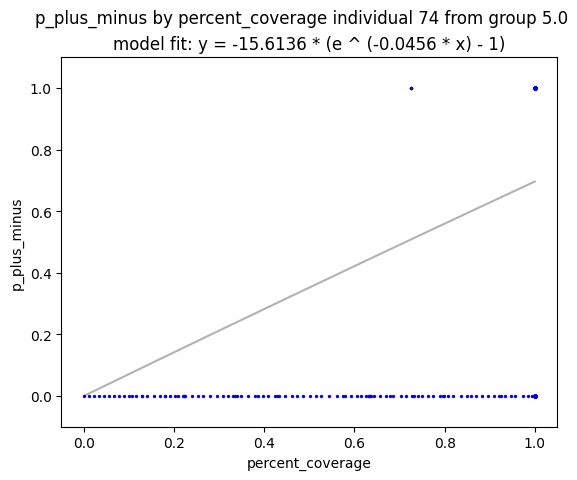 p_plus_minus by percent_coverage individual 74 from group 5.0
model fit: y = -15.6136 * (e ^ (-0.0456 * x) - 1)
1.0
0.8
0.6
0.4
0.2
0.0
p_plus_minus
0.0 0.2 0.4 0.6 0.8 1.0
percent_coverage